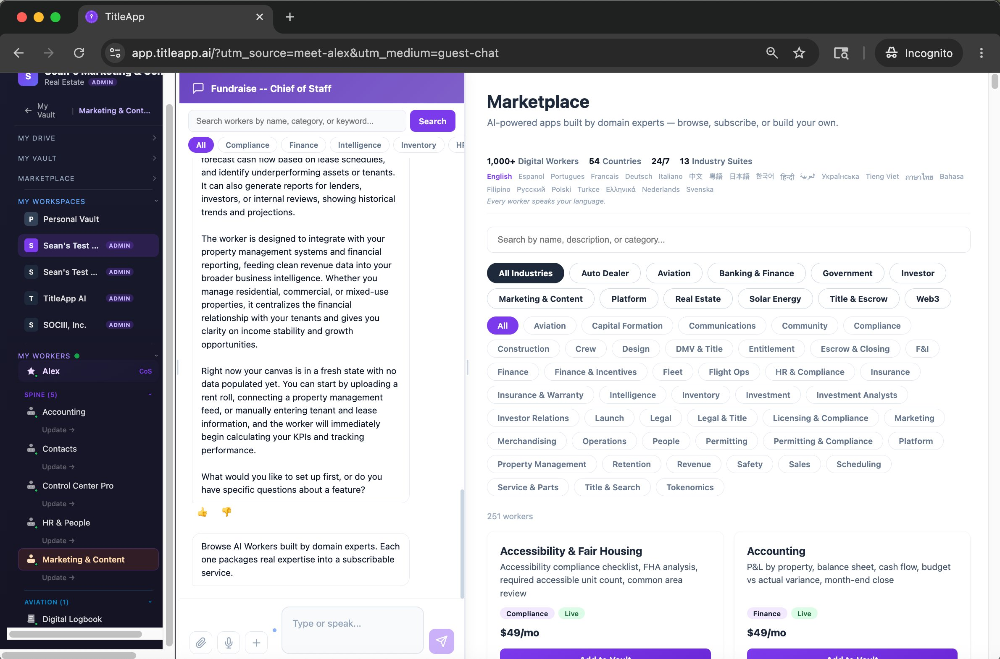 TitleApp
app.titleapp.ai/?utm_source=meet-alex&utm_medium=guest-chat
Incognito
S
Real Estate ADMIN
My Vault | Marketing & Cont...
MY DRIVE
MY VAULT
MARKETPLACE
MY WORKSPACES
P Personal Vault
S Sean's Test ... ADMIN
S Sean's Test ... ADMIN
T TitleApp AI ADMIN
S SOCIII, Inc. ADMIN
MY WORKERS
Alex CoS
SPINE (5)
Accounting
Update →
Contacts
Update →
Control Center Pro
Update →
HR & People
Update →
Marketing & Content
Update →
AVIATION (1)
Digital Logbook
Fundraise -- Chief of Staff
Search workers by name, category, or keyword...
Search
All Compliance Finance Intelligence Inventory HR
forecast cash flow based on lease schedules,
and identify underperforming assets or tenants.
It can also generate reports for lenders,
investors, or internal reviews, showing historical
trends and projections.
The worker is designed to integrate with your
property management systems and financial
reporting, feeding clean revenue data into your
broader business intelligence. Whether you
manage residential, commercial, or mixed-use
properties, it centralizes the financial
relationship with your tenants and gives you
clarity on income stability and growth
opportunities.
Right now your canvas is in a fresh state with no
data populated yet. You can start by uploading a
rent roll, connecting a property management
feed, or manually entering tenant and lease
information, and the worker will immediately
begin calculating your KPIs and tracking
performance.
What would you like to set up first, or do you
have specific questions about a feature?
Browse AI Workers built by domain experts. Each
one packages real expertise into a subscribable
service.
Type or speak...
Marketplace
AI-powered apps built by domain experts — browse, subscribe, or build your own.
1,000+ Digital Workers 54 Countries 24/7 13 Industry Suites
English Espanol Portugues Francais Deutsch Italiano 中文 粵語 日本語 한국어 हिन्दी العربية Українська Tieng Viet ภาษาไทย Bahasa
Filipino Русский Polski Turkce Ελληνικά Nederlands Svenska
Every worker speaks your language.
Search by name, description, or category...
All Industries Auto Dealer Aviation Banking & Finance Government Investor
Marketing & Content Platform Real Estate Solar Energy Title & Escrow Web3
All Aviation Capital Formation Communications Community Compliance
Construction Crew Design DMV & Title Entitlement Escrow & Closing F&I
Finance Finance & Incentives Fleet Flight Ops HR & Compliance Insurance
Insurance & Warranty Intelligence Inventory Investment Investment Analysts
Investor Relations Launch Legal Legal & Title Licensing & Compliance Marketing
Merchandising Operations People Permitting Permitting & Compliance Platform
Property Management Retention Revenue Safety Sales Scheduling
Service & Parts Title & Search Tokenomics
251 workers
Accessibility & Fair Housing
Accessibility compliance checklist, FHA analysis,
required accessible unit count, common area
review
Compliance Live
$49/mo
Accounting
P&L by property, balance sheet, cash flow, budget
vs actual variance, month-end close
Finance Live
$49/mo